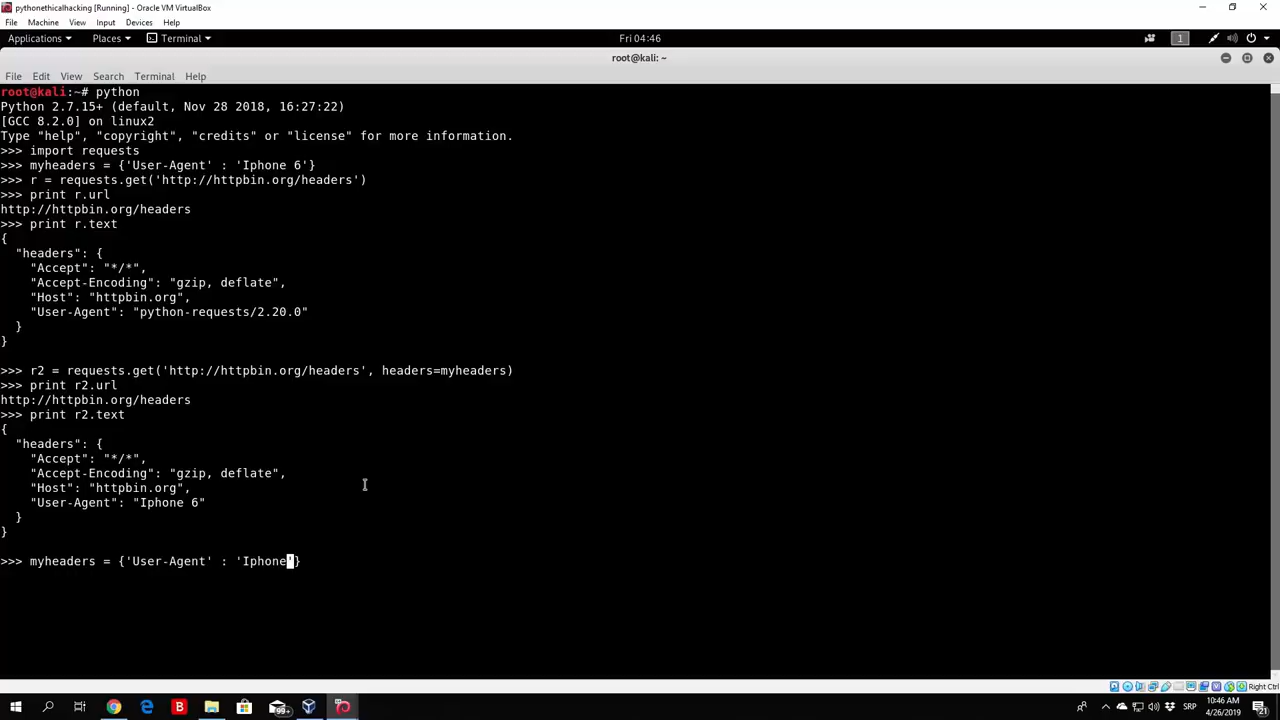 pythonethicalhacking [Running] - Oracle VM VirtualBox
File Machine View Input Devices Help
Applications Places Terminal Fri 04:46 1
root@kali: ~
File Edit View Search Terminal Help
root@kali:~# python
Python 2.7.15+ (default, Nov 28 2018, 16:27:22)
[GCC 8.2.0] on linux2
Type "help", "copyright", "credits" or "license" for more information.
>>> import requests
>>> myheaders = {'User-Agent' : 'Iphone 6'}
>>> r = requests.get('http://httpbin.org/headers')
>>> print r.url
http://httpbin.org/headers
>>> print r.text
{
  "headers": {
    "Accept": "*/*",
    "Accept-Encoding": "gzip, deflate",
    "Host": "httpbin.org",
    "User-Agent": "python-requests/2.20.0"
  }
}
>>> r2 = requests.get('http://httpbin.org/headers', headers=myheaders)
>>> print r2.url
http://httpbin.org/headers
>>> print r2.text
{
  "headers": {
    "Accept": "*/*",
    "Accept-Encoding": "gzip, deflate",
    "Host": "httpbin.org",
    "User-Agent": "Iphone 6"
  }
}
>>> myheaders = {'User-Agent' : 'Iphone'}
Right Ctrl
B 99+ SRP 10:46 AM
4/26/2019 21